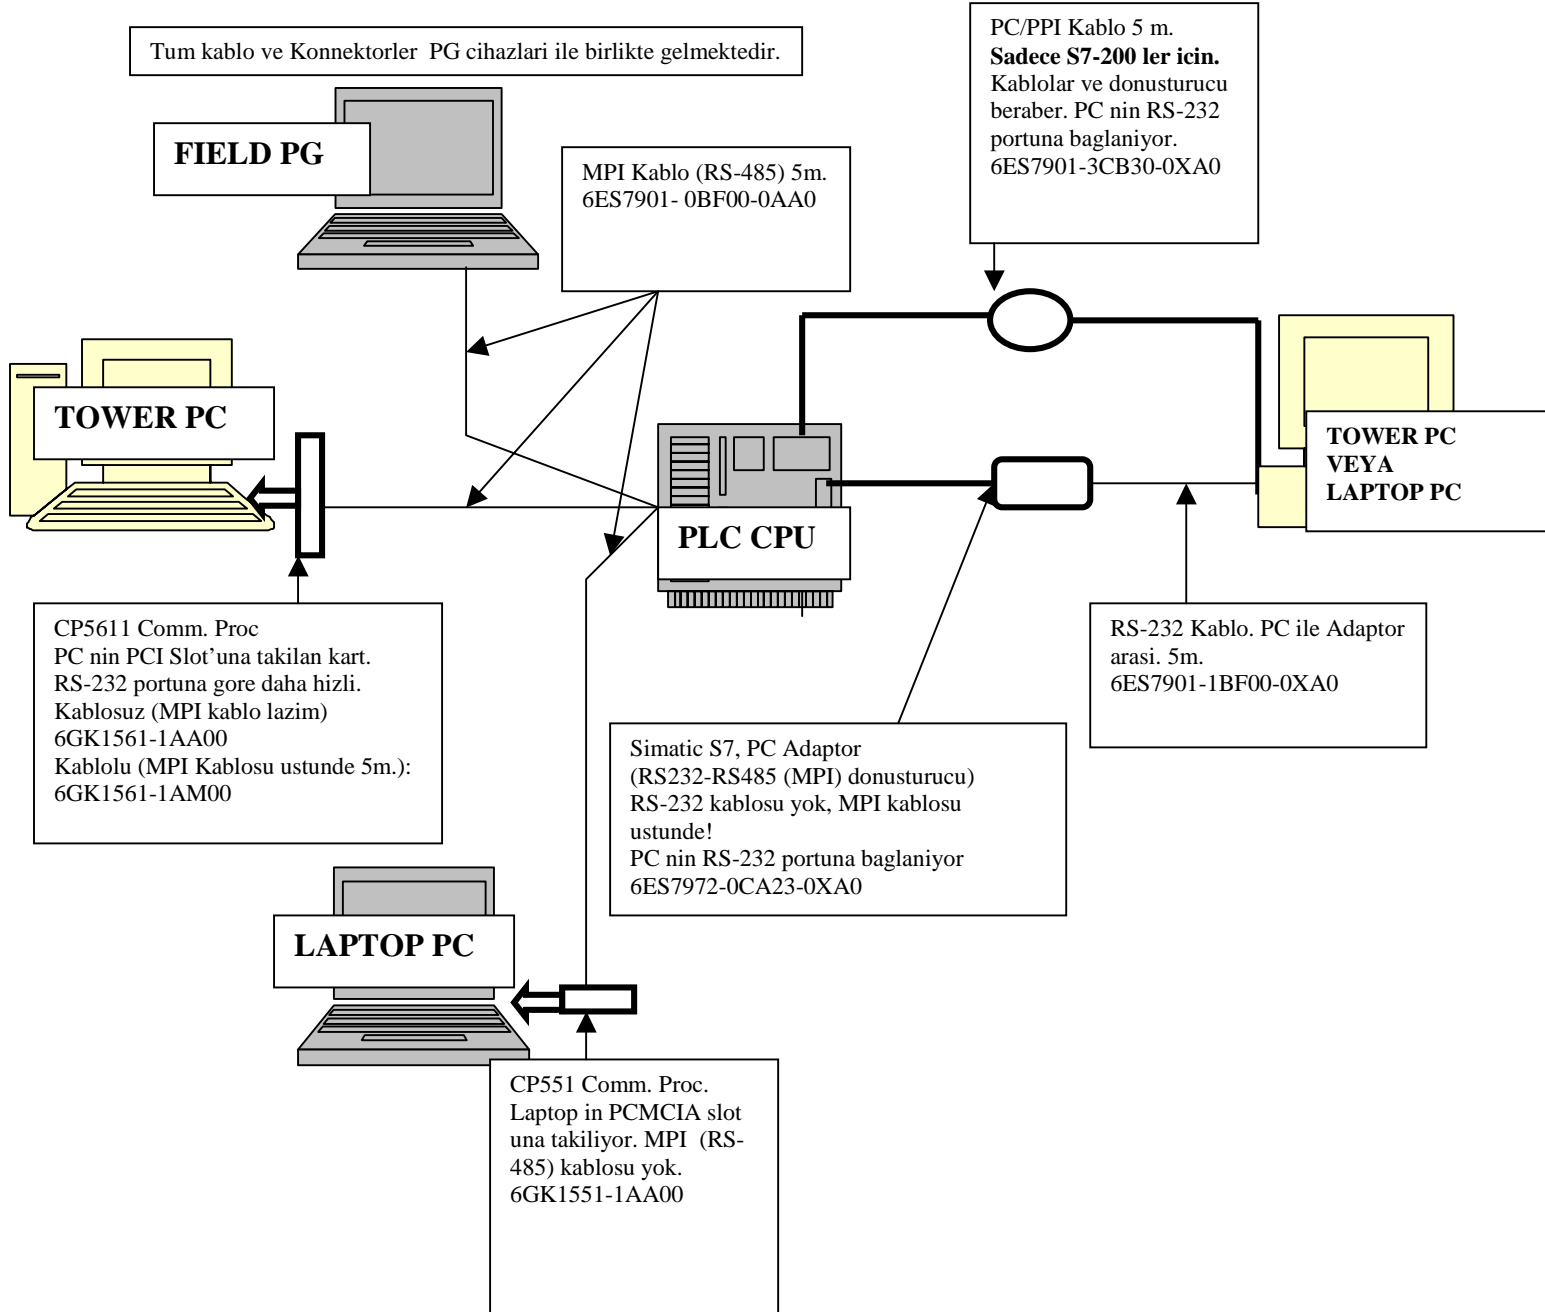 Tum kablo ve Konnektorler  PG cihazlari ile birlikte gelmektedir.
PC/PPI Kablo 5 m.
Sadece S7-200 ler icin.
Kablolar ve donusturucu
beraber. PC nin RS-232
portuna baglaniyor.
6ES7901-3CB30-0XA0
FIELD PG
MPI Kablo (RS-485) 5m.
6ES7901- 0BF00-0AA0
TOWER PC
TOWER PC
VEYA
LAPTOP PC
PLC CPU
CP5611 Comm. Proc
PC nin PCI Slot’una takilan kart.
RS-232 portuna gore daha hizli.
Kablosuz (MPI kablo lazim)
6GK1561-1AA00
Kablolu (MPI Kablosu ustunde 5m.):
6GK1561-1AM00
RS-232 Kablo. PC ile Adaptor
arasi. 5m.
6ES7901-1BF00-0XA0
Simatic S7, PC Adaptor
(RS232-RS485 (MPI) donusturucu)
RS-232 kablosu yok, MPI kablosu
ustunde!
PC nin RS-232 portuna baglaniyor
6ES7972-0CA23-0XA0
LAPTOP PC
CP551 Comm. Proc.
Laptop in PCMCIA slot
una takiliyor. MPI  (RS-
485) kablosu yok.
6GK1551-1AA00